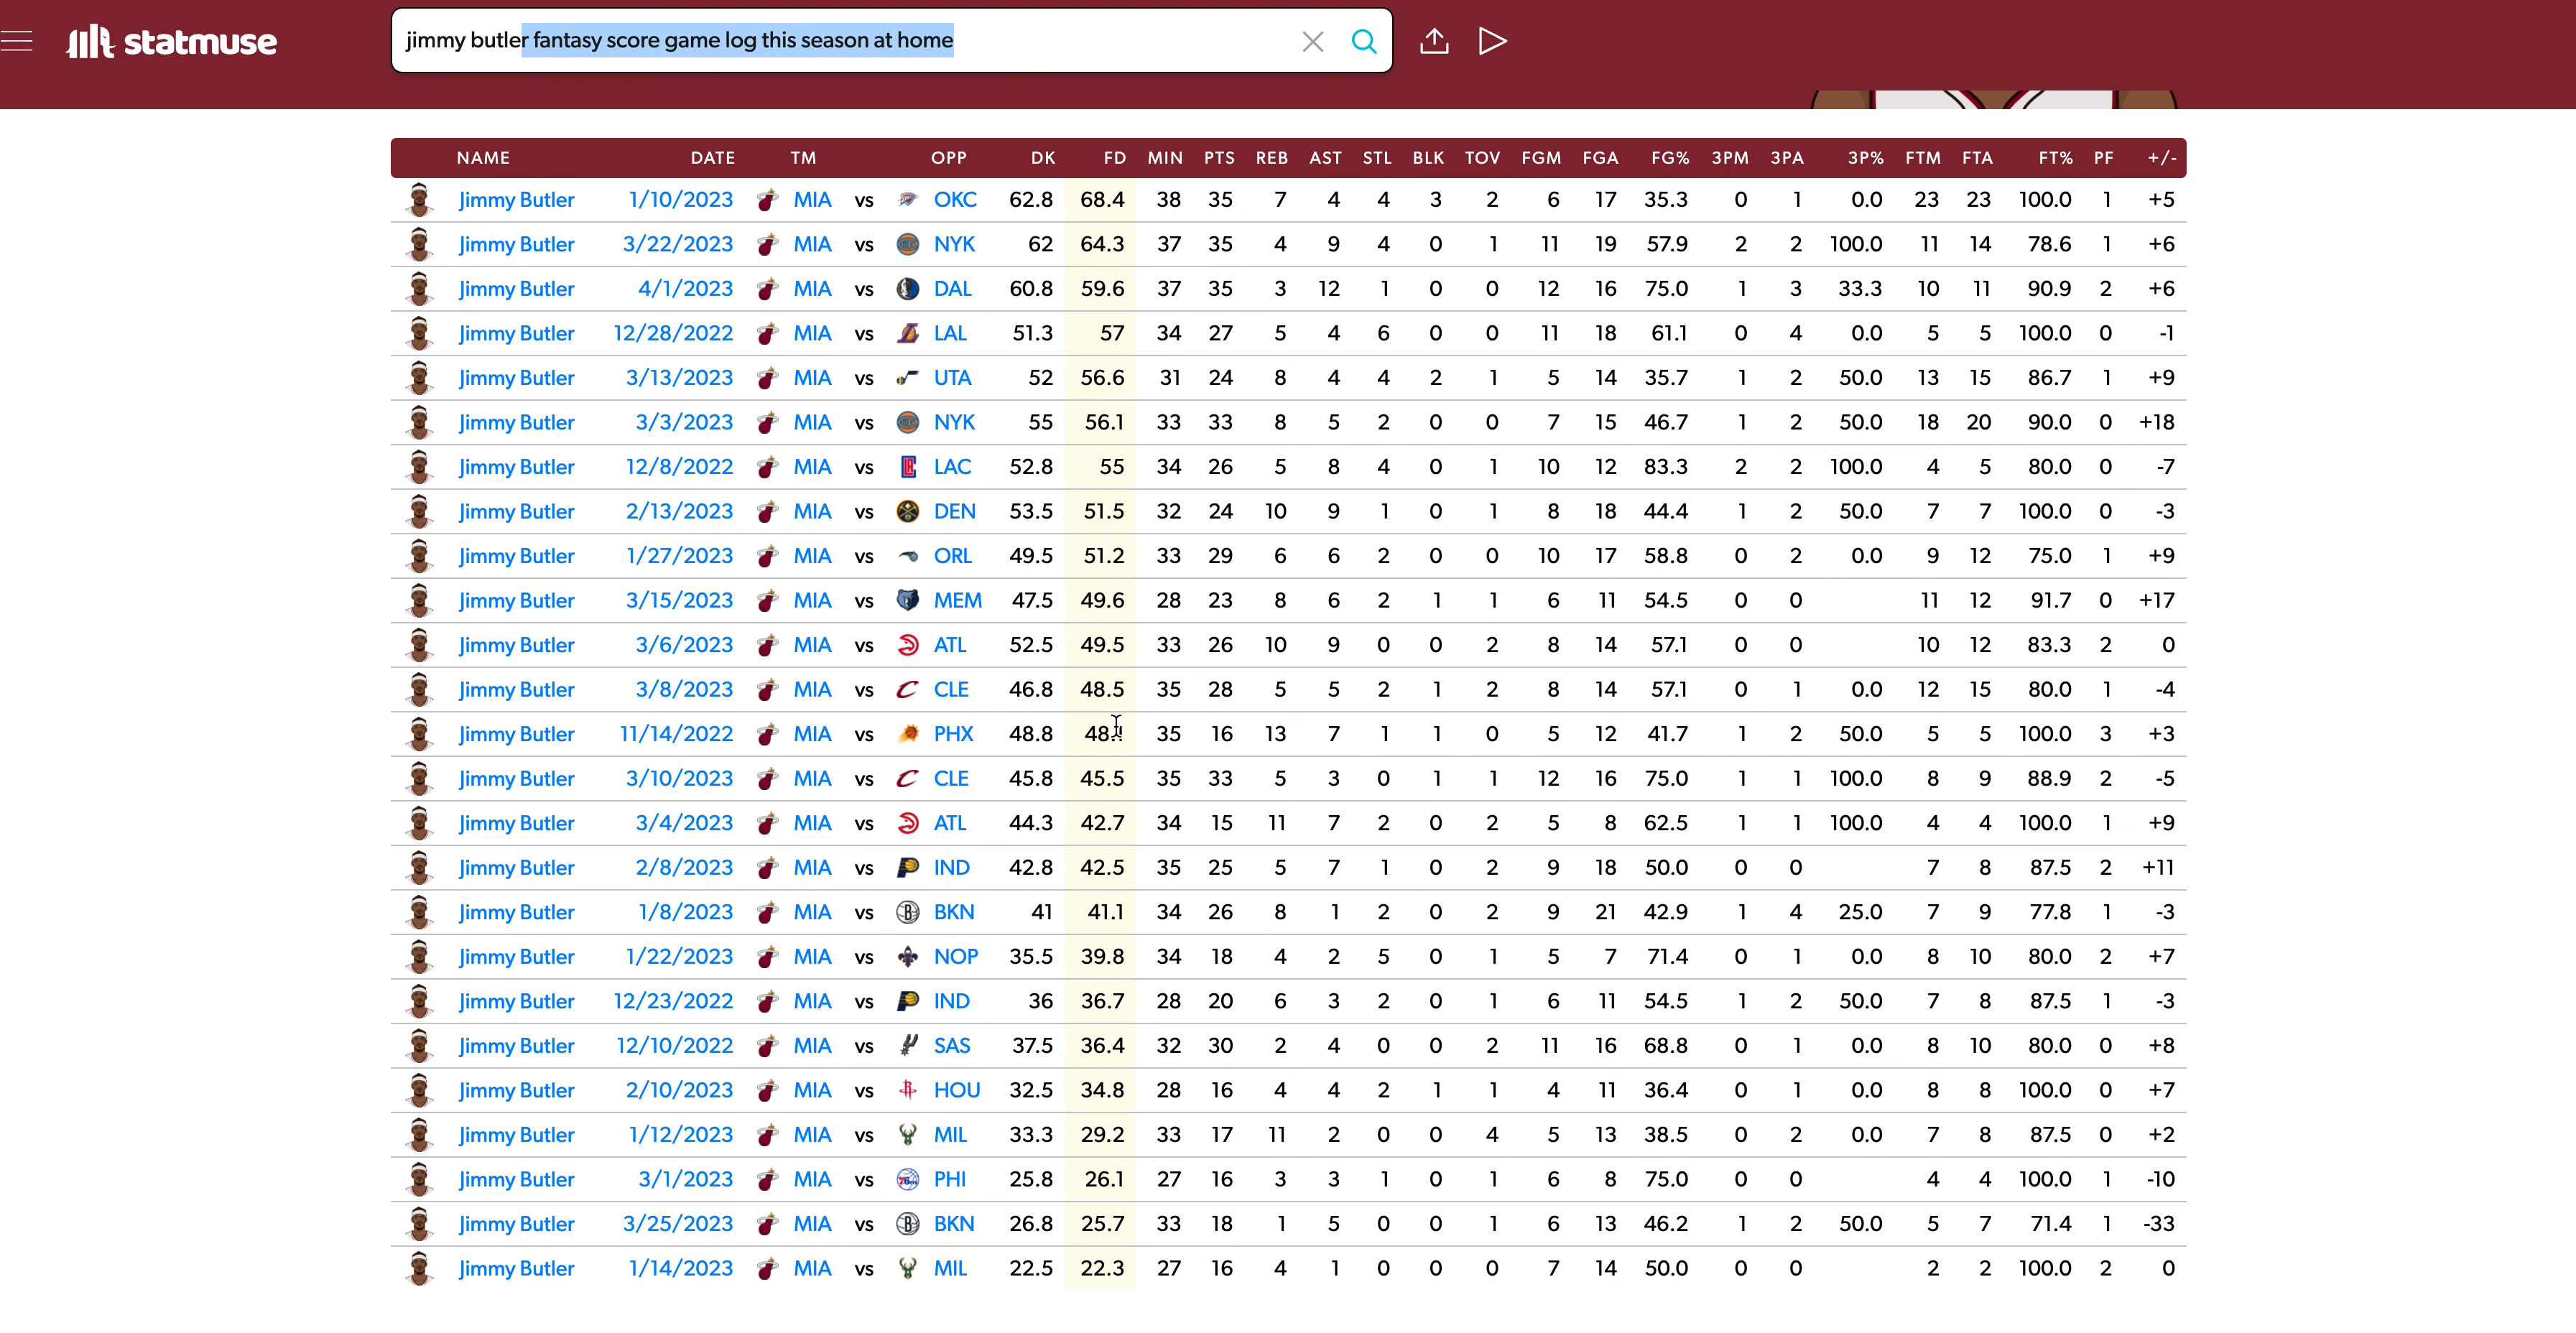 statmuse
jimmy butler fantasy score game log this season at home
NAME DATE TM OPP DK FD MIN PTS REB AST STL BLK TOV FGM FGA FG% 3PM 3PA 3P% FTM FTA FT% PF +/-
Jimmy Butler 1/10/2023 MIA vs OKC 62.8 68.4 38 35 7 4 4 3 2 6 17 35.3 0 1 0.0 23 23 100.0 1 +5
Jimmy Butler 3/22/2023 MIA vs NYK 62 64.3 37 35 4 9 4 0 1 11 19 57.9 2 2 100.0 11 14 78.6 1 +6
Jimmy Butler 4/1/2023 MIA vs DAL 60.8 59.6 37 35 3 12 1 0 0 12 16 75.0 1 3 33.3 10 11 90.9 2 +6
Jimmy Butler 12/28/2022 MIA vs LAL 51.3 57 34 27 5 4 6 0 0 11 18 61.1 0 4 0.0 5 5 100.0 0 -1
Jimmy Butler 3/13/2023 MIA vs UTA 52 56.6 31 24 8 4 4 2 1 5 14 35.7 1 2 50.0 13 15 86.7 1 +9
Jimmy Butler 3/3/2023 MIA vs NYK 55 56.1 33 33 8 5 2 0 0 7 15 46.7 1 2 50.0 18 20 90.0 0 +18
Jimmy Butler 12/8/2022 MIA vs LAC 52.8 55 34 26 5 8 4 0 1 10 12 83.3 2 2 100.0 4 5 80.0 0 -7
Jimmy Butler 2/13/2023 MIA vs DEN 53.5 51.5 32 24 10 9 1 0 1 8 18 44.4 1 2 50.0 7 7 100.0 0 -3
Jimmy Butler 1/27/2023 MIA vs ORL 49.5 51.2 33 29 6 6 2 0 0 10 17 58.8 0 2 0.0 9 12 75.0 1 +9
Jimmy Butler 3/15/2023 MIA vs MEM 47.5 49.6 28 23 8 6 2 1 1 6 11 54.5 0 0 11 12 91.7 0 +17
Jimmy Butler 3/6/2023 MIA vs ATL 52.5 49.5 33 26 10 9 0 0 2 8 14 57.1 0 0 10 12 83.3 2 0
Jimmy Butler 3/8/2023 MIA vs CLE 46.8 48.5 35 28 5 5 2 1 2 8 14 57.1 0 1 0.0 12 15 80.0 1 -4
Jimmy Butler 11/14/2022 MIA vs PHX 48.8 35 16 13 7 1 1 0 5 12 41.7 1 2 50.0 5 5 100.0 3 +3
Jimmy Butler 3/10/2023 MIA vs CLE 45.8 45.5 35 33 5 3 0 1 1 12 16 75.0 1 1 100.0 8 9 88.9 2 -5
Jimmy Butler 3/4/2023 MIA vs ATL 44.3 42.7 34 15 11 7 2 0 2 5 8 62.5 1 1 100.0 4 4 100.0 1 +9
Jimmy Butler 2/8/2023 MIA vs IND 42.8 42.5 35 25 5 7 1 0 2 9 18 50.0 0 0 7 8 87.5 2 +11
Jimmy Butler 1/8/2023 MIA vs BKN 41 41.1 34 26 8 1 2 0 2 9 21 42.9 1 4 25.0 7 9 77.8 1 -3
Jimmy Butler 1/22/2023 MIA vs NOP 35.5 39.8 34 18 4 2 5 0 1 5 7 71.4 0 1 0.0 8 10 80.0 2 +7
Jimmy Butler 12/23/2022 MIA vs IND 36 36.7 28 20 6 3 2 0 1 6 11 54.5 1 2 50.0 7 8 87.5 1 -3
Jimmy Butler 12/10/2022 MIA vs SAS 37.5 36.4 32 30 2 4 0 0 2 11 16 68.8 0 1 0.0 8 10 80.0 0 +8
Jimmy Butler 2/10/2023 MIA vs HOU 32.5 34.8 28 16 4 4 2 1 1 4 11 36.4 0 1 0.0 8 8 100.0 0 +7
Jimmy Butler 1/12/2023 MIA vs MIL 33.3 29.2 33 17 11 2 0 0 4 5 13 38.5 0 2 0.0 7 8 87.5 0 +2
Jimmy Butler 3/1/2023 MIA vs PHI 25.8 26.1 27 16 3 3 1 0 1 6 8 75.0 0 0 4 4 100.0 1 -10
Jimmy Butler 3/25/2023 MIA vs BKN 26.8 25.7 33 18 1 5 0 0 1 6 13 46.2 1 2 50.0 5 7 71.4 1 -33
Jimmy Butler 1/14/2023 MIA vs MIL 22.5 22.3 27 16 4 1 0 0 0 7 14 50.0 0 0 2 2 100.0 2 0